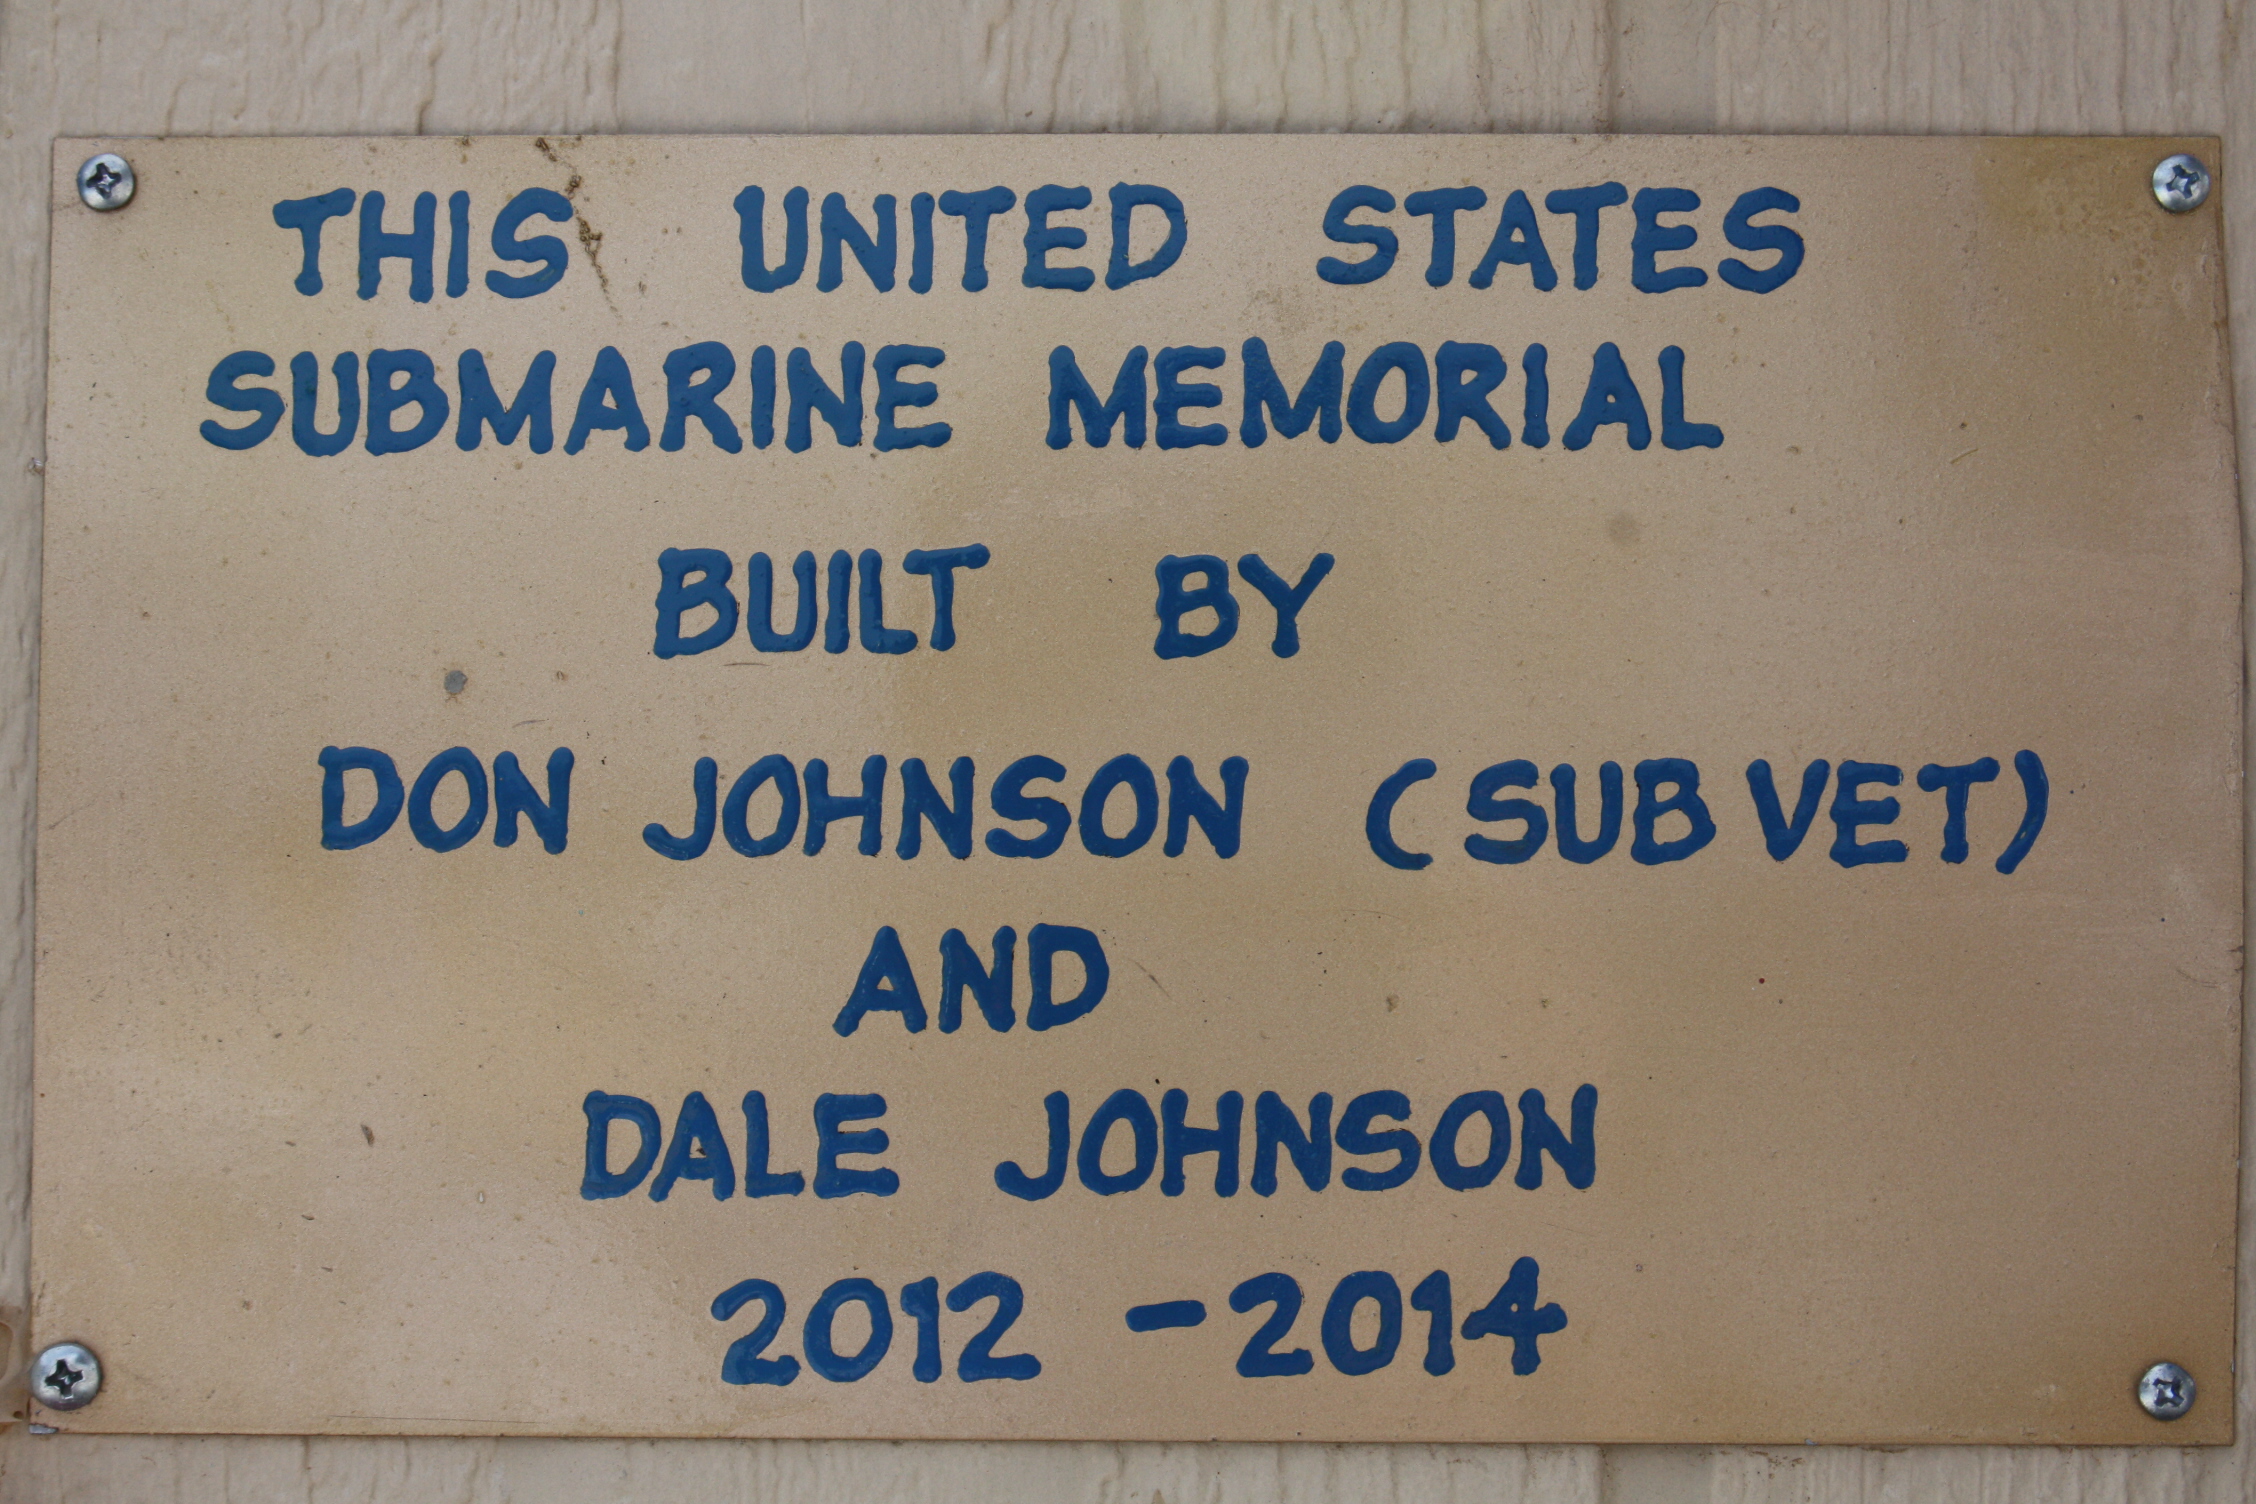 THIS UNITED STATES
SUBMARINE MEMORIAL
BUILT BY
DON JOHNSON (SUB VET)
AND
DALE JOHNSON
2012 - 2014